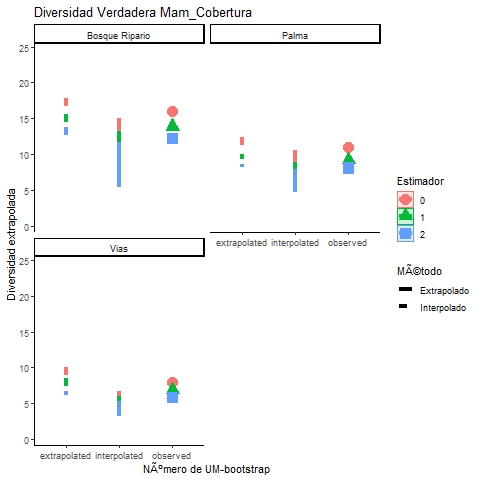 Diversidad Verdadera Mam_Cobertura
Bosque Ripario
Palma
25
20
15
10
5
0
extrapolated interpolated observed
Vias
25
20
15
10
5
0
extrapolated interpolated observed
Diversidad extrapolada
NÃºmero de UM-bootstrap
Estimador
0
1
2
MÃ©todo
Extrapolado
Interpolado